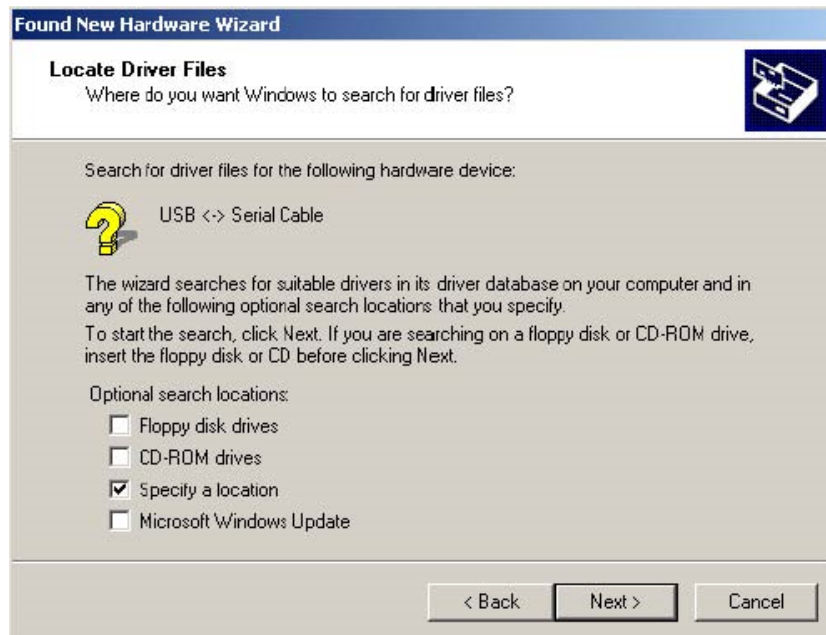 Found New Hardware Wizard
Locate Driver Files
Where do you want Windows to search for driver files?
Search for driver files for the following hardware device:
USB <-> Serial Cable
The wizard searches for suitable drivers in its driver database on your computer and in
any of the following optional search locations that you specify.
To start the search, click Next. If you are searching on a floppy disk or CD-ROM drive,
insert the floppy disk or CD before clicking Next.
Optional search locations:
Floppy disk drives
CD-ROM drives
Specify a location
Microsoft Windows Update
< Back Next > Cancel